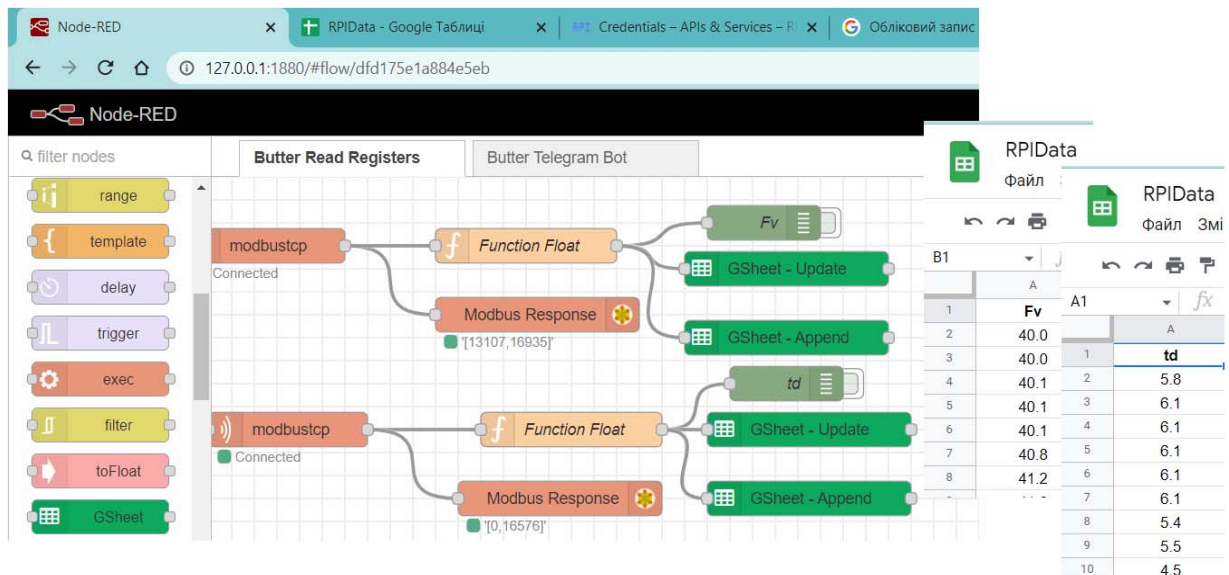 Node-RED
RPIData - Google Таблиці
Credentials – APIs & Services – R
Обліковий запис
127.0.0.1:1880/#flow/dfd175e1a884e5eb
Node-RED
filter nodes
Butter Read Registers
Butter Telegram Bot
range
template
delay
trigger
exec
filter
toFloat
GSheet
modbustcp
Connected
Function Float
Modbus Response
'[13107,16935]'
Fv
GSheet - Update
GSheet - Append
modbustcp
Connected
Function Float
Modbus Response
'[0,16576]'
td
GSheet - Update
GSheet - Append
RPIData
Файл
B1
A
1 Fv
2 40.0
3 40.0
4 40.1
5 40.1
6 40.1
7 40.8
8 41.2
RPIData
Файл Змі
A1 fx
A
1 td
2 5.8
3 6.1
4 6.1
5 6.1
6 6.1
7 6.1
8 5.4
9 5.5
10 4.5